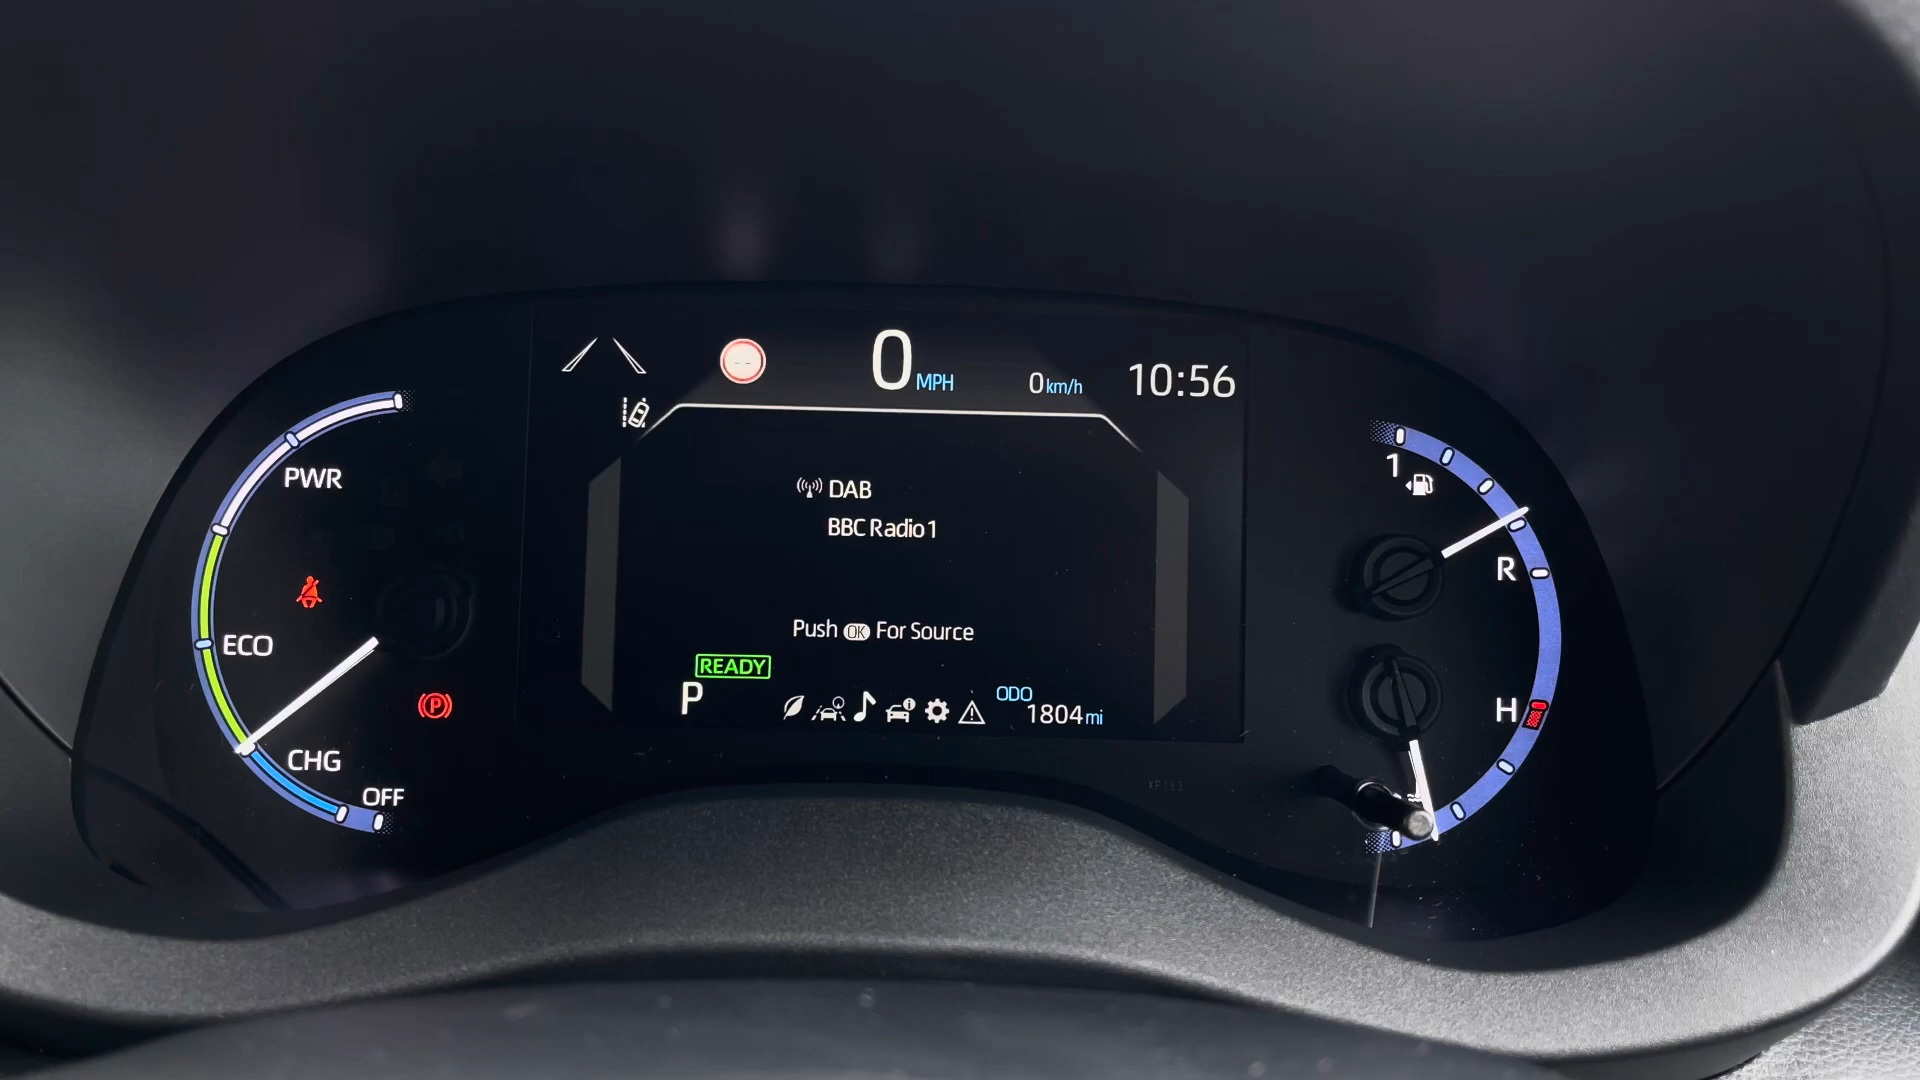 0 MPH
0 km/h
10:56
PWR
ECO
CHG
OFF
DAB
BBC Radio 1
Push OK For Source
READY
P
ODO
1804 mi
(P)
1
R
H